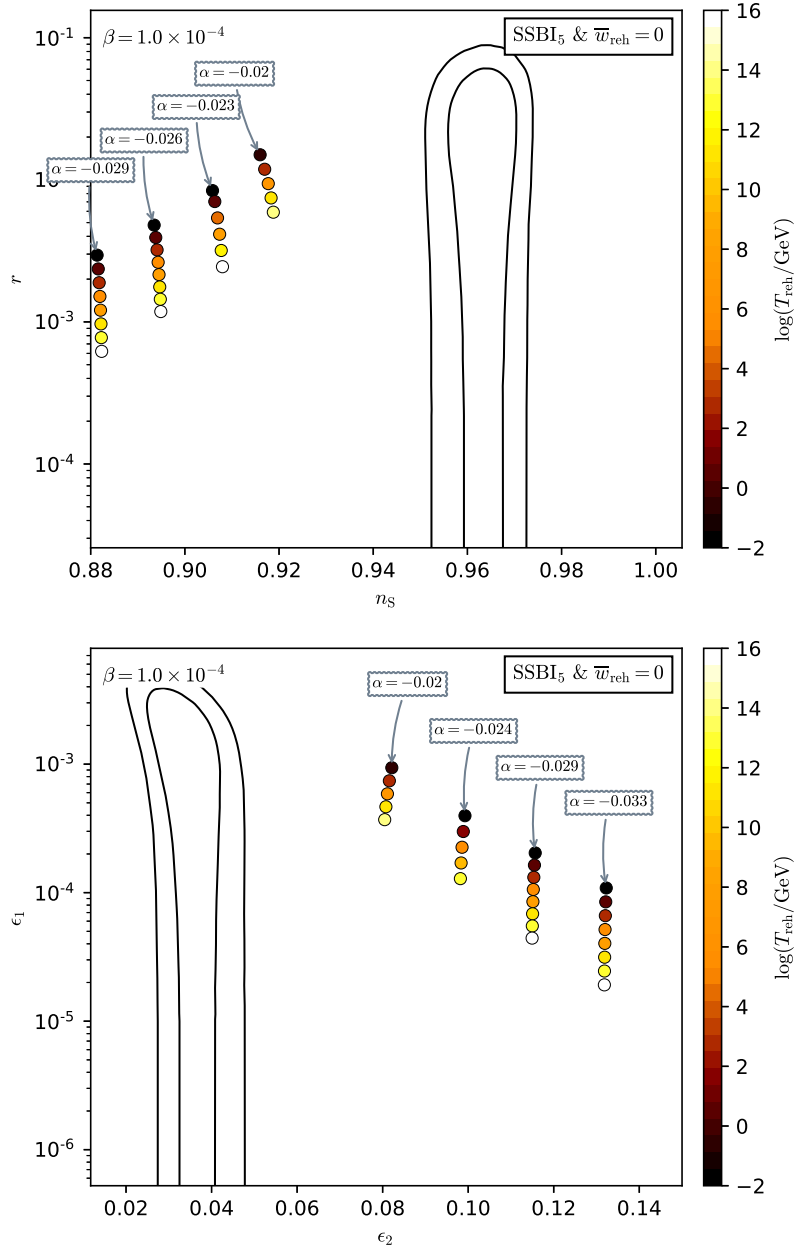 β = 1.0 × 10⁻⁴
SSBI₅ & w̅_reh = 0
α = −0.02
α = −0.023
α = −0.026
α = −0.029
10⁻¹
10⁻³
10⁻⁴
r
0.88 0.90 0.92 0.94 0.96 0.98 1.00
n_S
16
14
12
10
8
6
4
2
0
−2
log(T_reh/GeV)
β = 1.0 × 10⁻⁴
SSBI₅ & w̅_reh = 0
α = −0.02
α = −0.024
α = −0.029
α = −0.033
10⁻³
10⁻⁴
10⁻⁵
10⁻⁶
ϵ₁
0.02 0.04 0.06 0.08 0.10 0.12 0.14
ϵ₂
16
14
12
10
8
6
4
2
0
−2
log(T_reh/GeV)